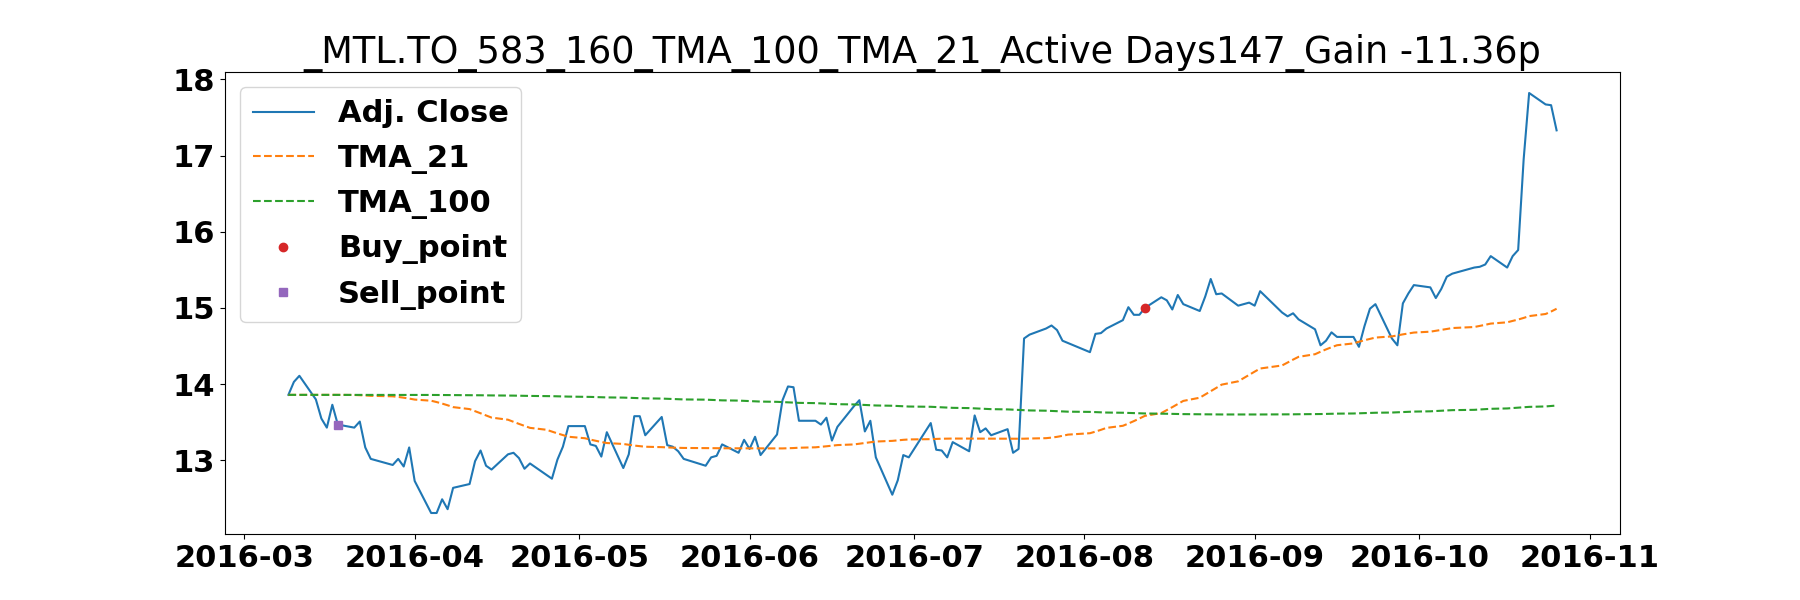 _MTL.TO_583_160_TMA_100_TMA_21_Active Days147_Gain -11.36p
18
17
16
15
14
13
Adj. Close
TMA_21
TMA_100
Buy_point
Sell_point
2016-03 2016-04 2016-05 2016-06 2016-07 2016-08 2016-09 2016-10 2016-11